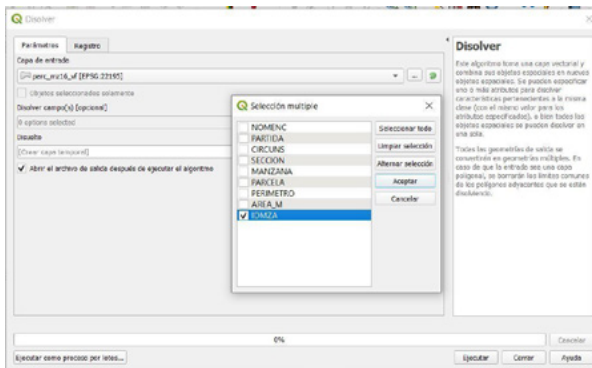 Disolver
Parámetros
Registro
Capa de entrada
perc_mza16_vf [EPSG:22195]
Objetos seleccionados solamente
Disolver campo(s) [opcional]
0 options selected
Disuelto
[Crear capa temporal]
Abrir el archivo de salida después de ejecutar el algoritmo
Selección multiple
NOMENC
PARTIDA
CIRCUNS
SECCION
MANZANA
PARCELA
PERIMETRO
AREA_M
IDMZA
Seleccionar todo
Limpiar selección
Alternar selección
Aceptar
Cancelar
Disolver
Este algoritmo toma una capa vectorial y
combina sus objetos espaciales en nuevos
objetos espaciales. Se pueden especificar
uno o más atributos para disolver
características pertenecientes a la misma
clase (con el mismo valor para los
atributos especificados), o bien todos los
objetos espaciales se pueden disolver en
una sola.
Todas las geometrías de salida se
convertirán en geometrías múltiples. En
caso de que la entrada sea una capa
poligonal, se borrarán los límites comunes
de los polígonos adyacentes que se están
disolviendo.
0%
Cancelar
Ejecutar como proceso por lotes...
Ejecutar
Cerrar
Ayuda